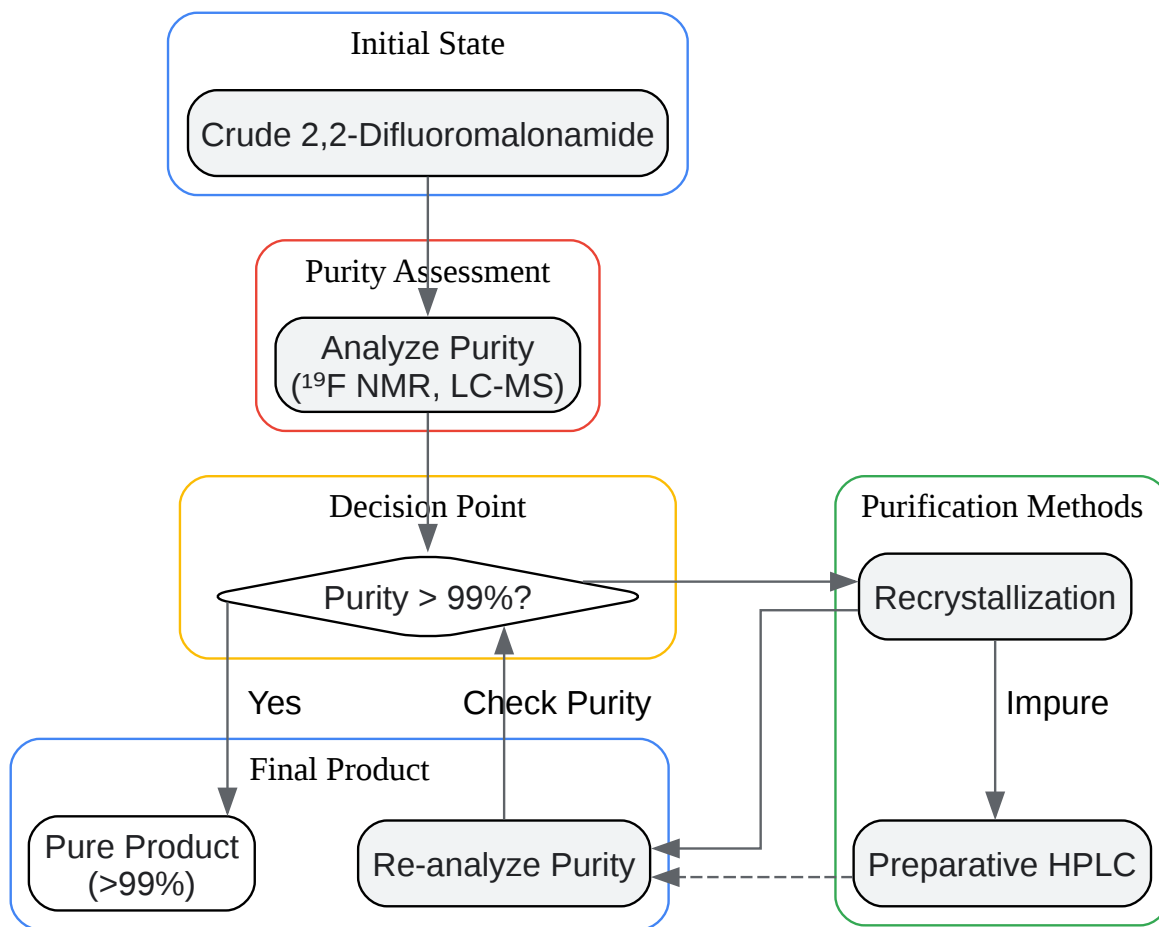 Initial State
Crude 2,2-Difluoromalonamide
Purity Assessment
Analyze Purity
(¹⁹F NMR, LC-MS)
Decision Point
Purification Methods
Purity > 99%?
Recrystallization
Yes
Check Purity
Impure
Final Product
Pure Product
(>99%)
Re-analyze Purity
Preparative HPLC